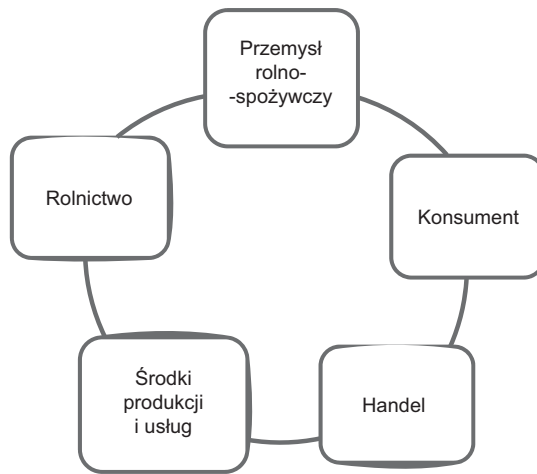 Przemysł
rolno-
-spożywczy
Rolnictwo
Konsument
Środki
produkcji
i usług
Handel